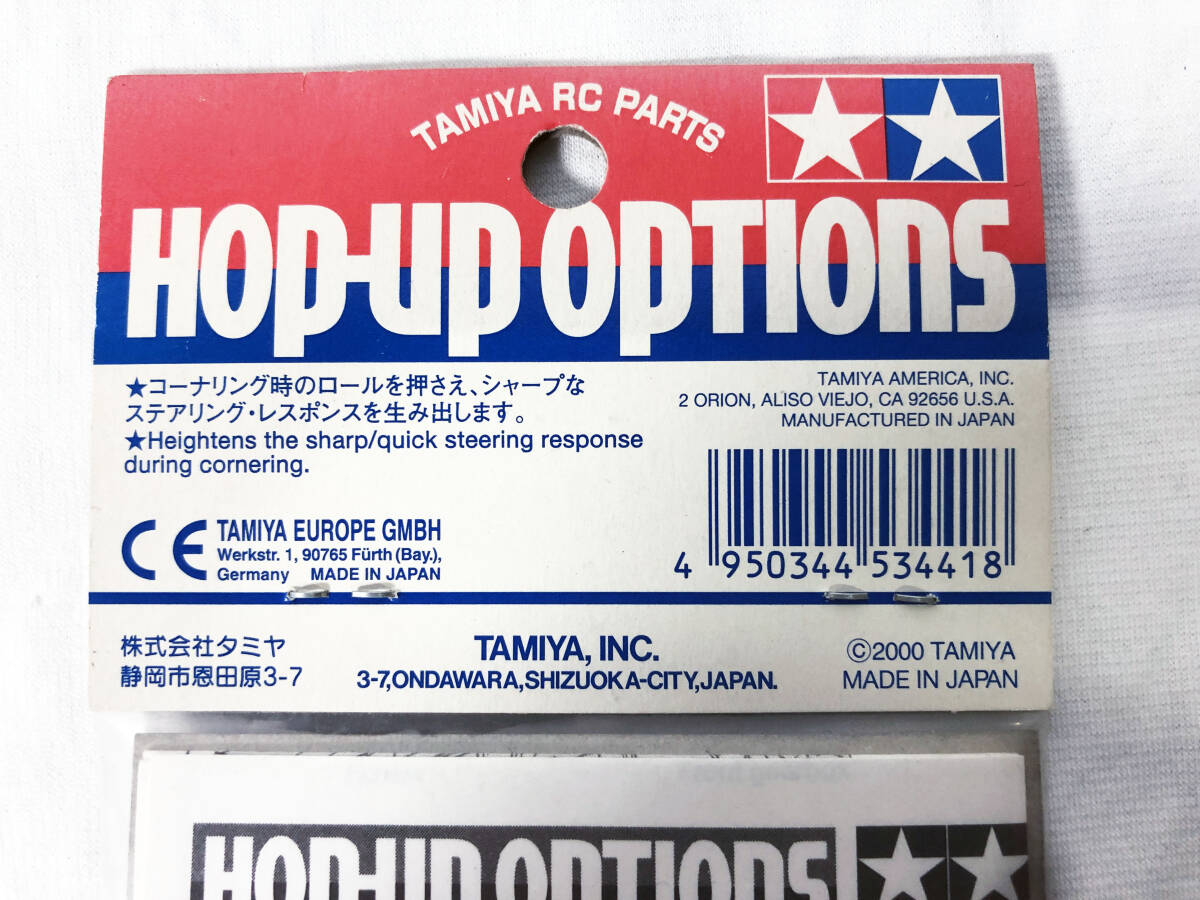 TAMIYA RC PARTS
HOP-UP OPTIONS
★コーナリング時のロールを押さえ、シャープな
ステアリング・レスポンスを生み出します。
★Heightens the sharp/quick steering response
during cornering.
TAMIYA AMERICA, INC.
2 ORION, ALISO VIEJO, CA 92656 U.S.A.
MANUFACTURED IN JAPAN
CE
TAMIYA EUROPE GMBH
Werkstr. 1, 90765 Fürth (Bay.),
Germany MADE IN JAPAN
4 950344 534418
株式会社タミヤ
静岡市恩田原3-7
TAMIYA, INC.
3-7,ONDAWARA,SHIZUOKA-CITY,JAPAN.
©2000 TAMIYA
MADE IN JAPAN
HOP-UP OPTIONS